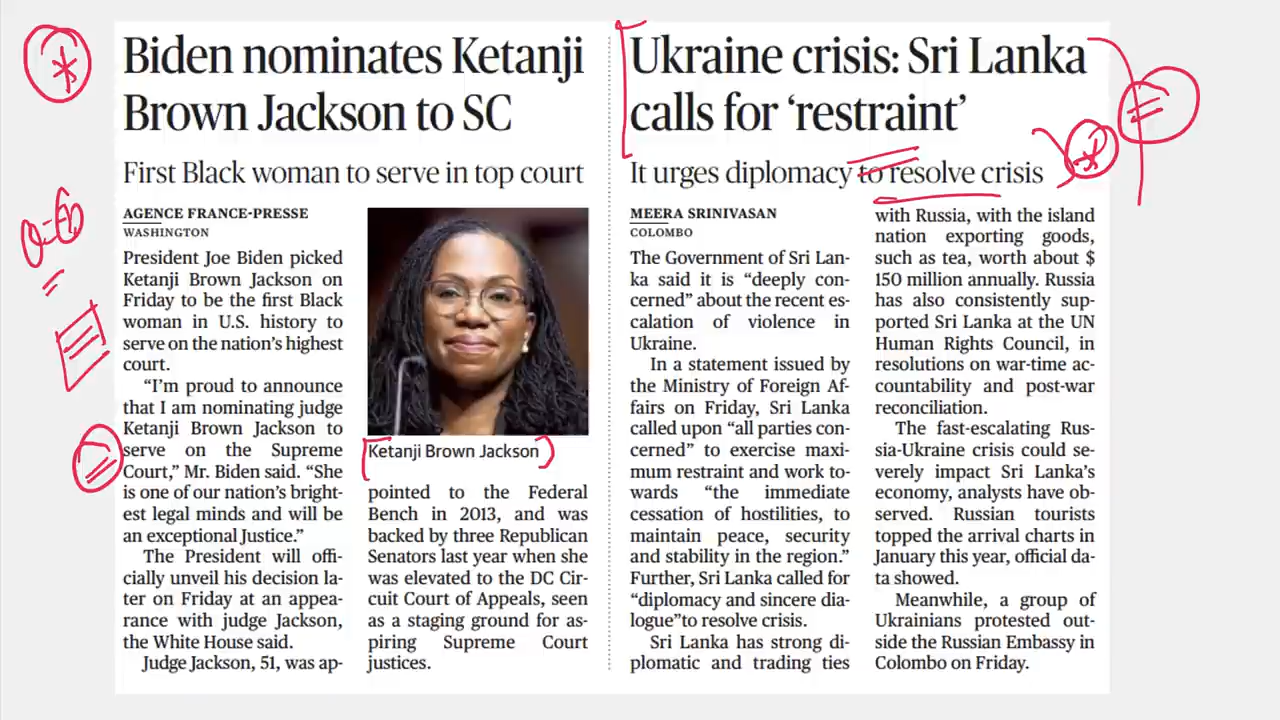 Biden nominates Ketanji
Brown Jackson to SC
First Black woman to serve in top court
AGENCE FRANCE-PRESSE
WASHINGTON
President Joe Biden picked
Ketanji Brown Jackson on
Friday to be the first Black
woman in U.S. history to
serve on the nation's highest
court.
“I'm proud to announce
that I am nominating judge
Ketanji Brown Jackson to
serve on the Supreme
Court,” Mr. Biden said. “She
is one of our nation's bright-
est legal minds and will be
an exceptional Justice.”
The President will offi-
cially unveil his decision la-
ter on Friday at an appea-
rance with judge Jackson,
the White House said.
Judge Jackson, 51, was ap-
Ketanji Brown Jackson
pointed to the Federal
Bench in 2013, and was
backed by three Republican
Senators last year when she
was elevated to the DC Cir-
cuit Court of Appeals, seen
as a staging ground for as-
piring Supreme Court
justices.
Ukraine crisis: Sri Lanka
calls for ‘restraint’
It urges diplomacy to resolve crisis
MEERA SRINIVASAN
COLOMBO
The Government of Sri Lan-
ka said it is “deeply con-
cerned” about the recent es-
calation of violence in
Ukraine.
In a statement issued by
the Ministry of Foreign Af-
fairs on Friday, Sri Lanka
called upon “all parties con-
cerned” to exercise maxi-
mum restraint and work to-
wards “the immediate
cessation of hostilities, to
maintain peace, security
and stability in the region.”
Further, Sri Lanka called for
“diplomacy and sincere dia-
logue”to resolve crisis.
Sri Lanka has strong di-
plomatic and trading ties
with Russia, with the island
nation exporting goods,
such as tea, worth about $
150 million annually. Russia
has also consistently sup-
ported Sri Lanka at the UN
Human Rights Council, in
resolutions on war-time ac-
countability and post-war
reconciliation.
The fast-escalating Rus-
sia-Ukraine crisis could se-
verely impact Sri Lanka's
economy, analysts have ob-
served. Russian tourists
topped the arrival charts in
January this year, official da-
ta showed.
Meanwhile, a group of
Ukrainians protested out-
side the Russian Embassy in
Colombo on Friday.